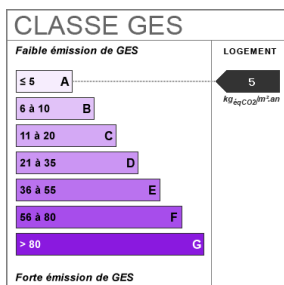 CLASSE GES
Faible émission de GES
LOGEMENT
≤ 5 A
5
kgéqCO2/m².an
6 à 10 B
11 à 20 C
21 à 35 D
36 à 55 E
56 à 80 F
> 80 G
Forte émission de GES